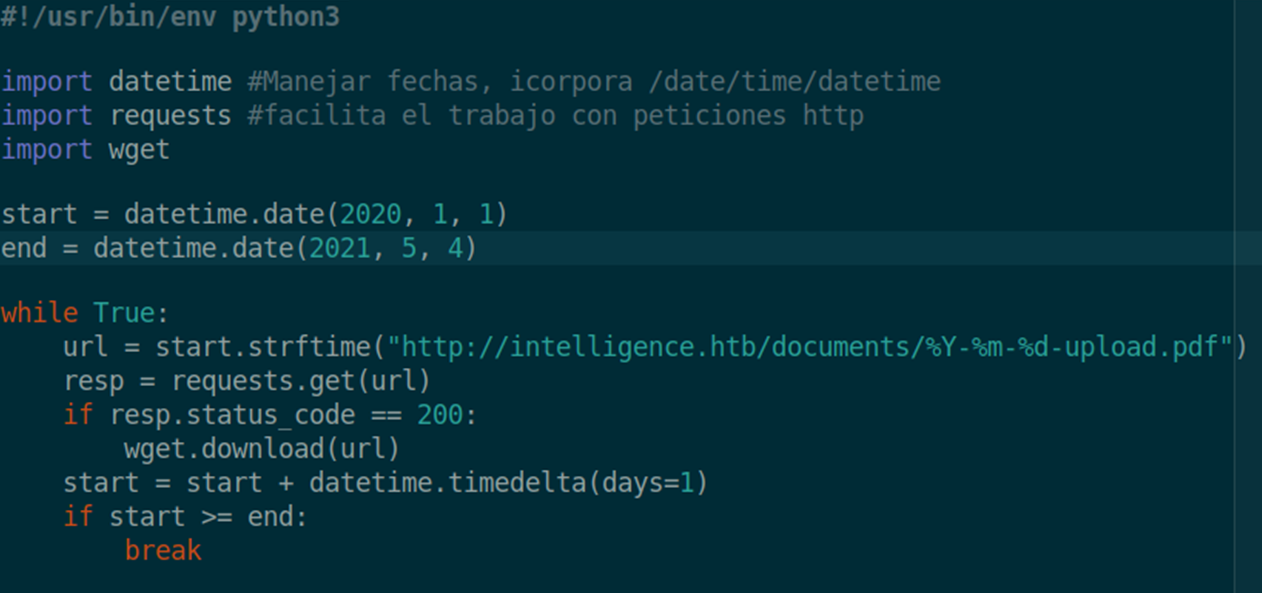 #!/usr/bin/env python3
import datetime #Manejar fechas, icorpora /date/time/datetime
import requests #facilita el trabajo con peticiones http
import wget
start = datetime.date(2020, 1, 1)
end = datetime.date(2021, 5, 4)
while True:
    url = start.strftime("http://intelligence.htb/documents/%Y-%m-%d-upload.pdf")
    resp = requests.get(url)
    if resp.status_code == 200:
        wget.download(url)
    start = start + datetime.timedelta(days=1)
    if start >= end:
        break